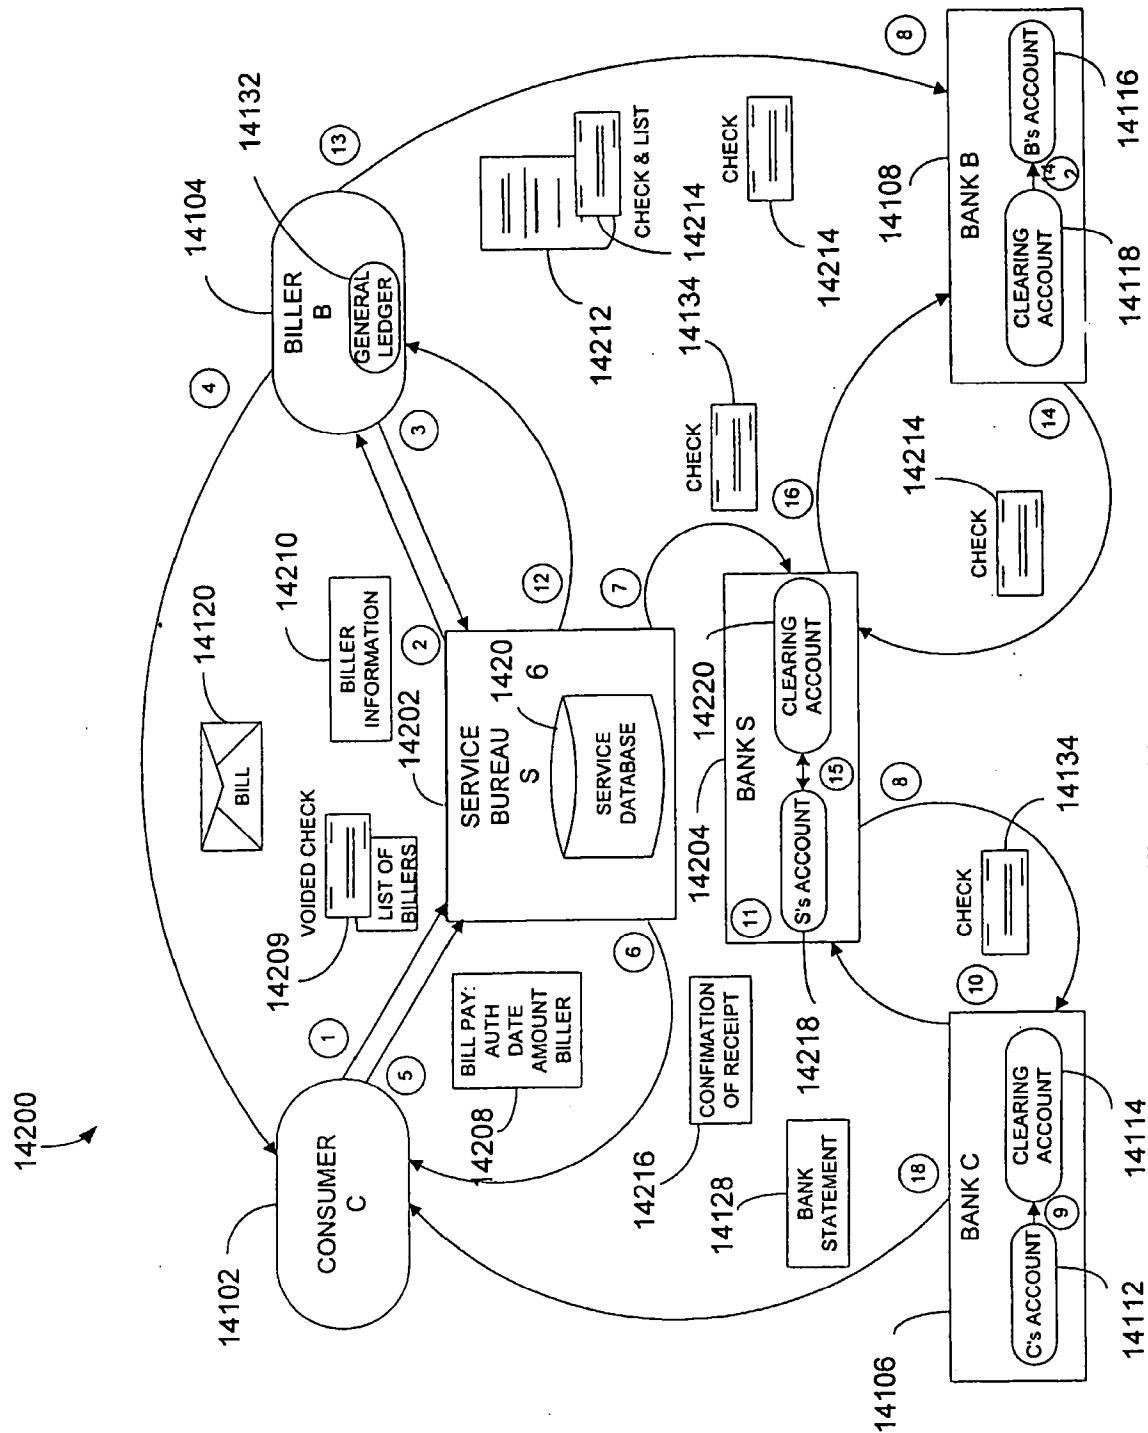 14200
14102
CONSUMER
C
1
5
14209
VOIDED CHECK
LIST OF
BILLERS
14120
BILL
14210
BILLER
INFORMATION
4
14104
BILLER
B
GENERAL
LEDGER
14132
13
2
3
14202
SERVICE
BUREAU
S
1420
6
SERVICE
DATABASE
12
7
6
BILL PAY:
AUTH
DATE
AMOUNT
BILLER
14208
14216
CONFIMATION
OF RECEIPT
14128
BANK
STATEMENT
14212
CHECK & LIST
14214
CHECK
14134
CHECK
14214
8
14204
BANK S
11
S's ACCOUNT
15
CLEARING
ACCOUNT
14220
14218
16
8
10
CHECK
14134
18
14106
BANK C
C's ACCOUNT
9
CLEARING
ACCOUNT
14112
14114
14
CHECK
14214
14108
BANK B
CLEARING
ACCOUNT
14
2
B's ACCOUNT
14118
14116